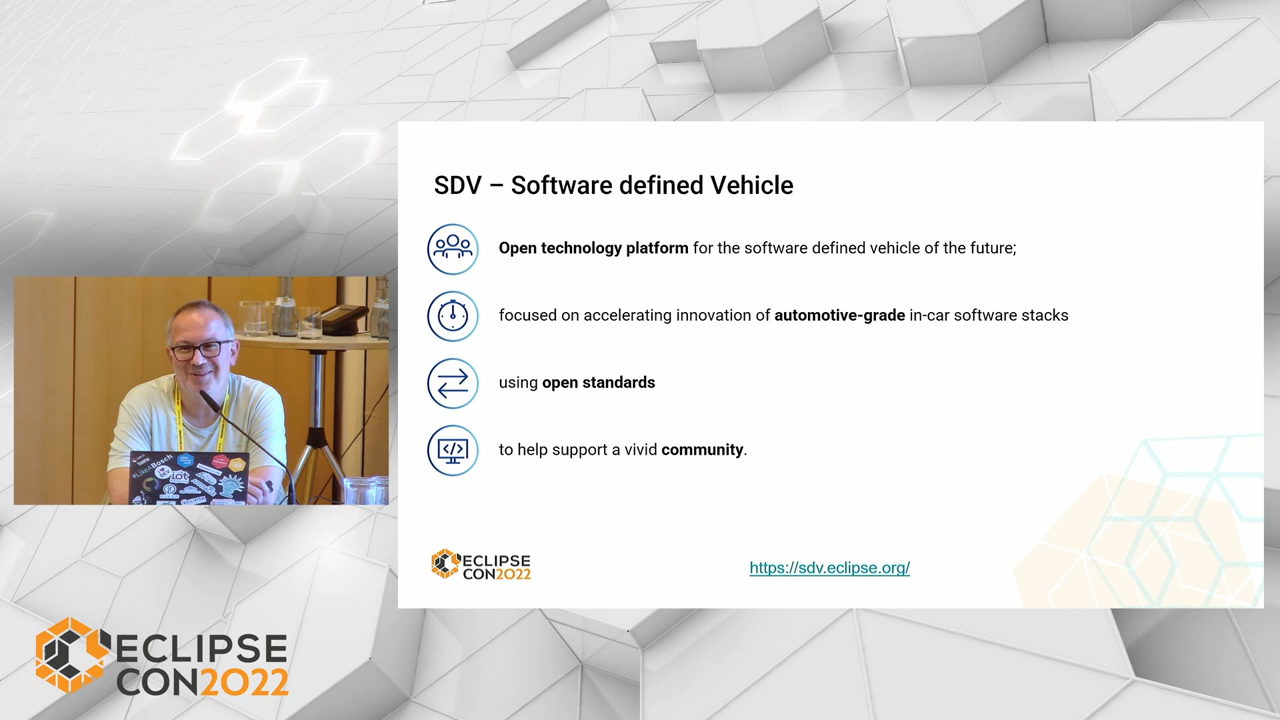 SDV – Software defined Vehicle
Open technology platform for the software defined vehicle of the future;
focused on accelerating innovation of automotive-grade in-car software stacks
using open standards
to help support a vivid community.
ECLIPSE
CON2022
https://sdv.eclipse.org/
#LikeABosch
IoT
ECLIPSE
CON2022